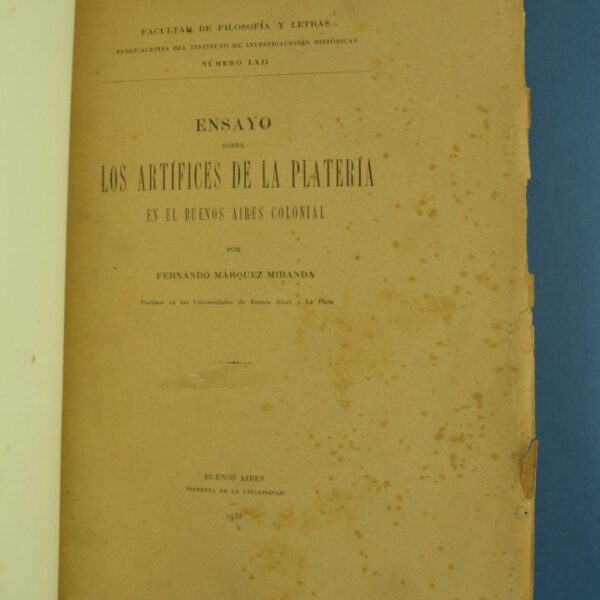 FACULTAD DE FILOSOFÍA Y LETRAS
PUBLICACIONES DEL INSTITUTO DE INVESTIGACIONES HISTÓRICAS
NÚMERO LXII
ENSAYO
SOBRE
LOS ARTÍFICES DE LA PLATERÍA
EN EL BUENOS AIRES COLONIAL
POR
FERNANDO MÁRQUEZ MIRANDA
Profesor en las Universidades de Buenos Aires y La Plata
BUENOS AIRES
IMPRENTA DE LA UNIVERSIDAD
1933